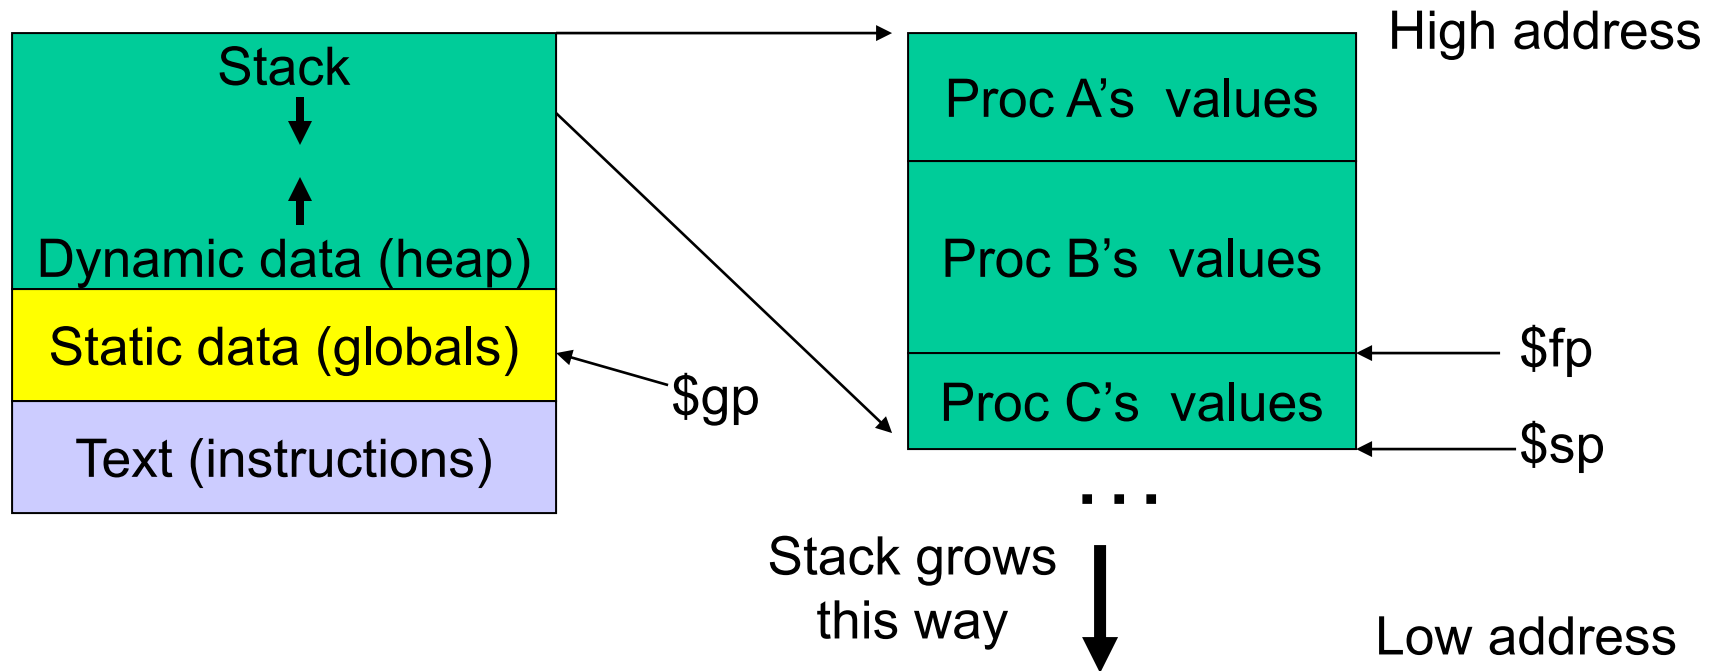 Stack
Dynamic data (heap)
Static data (globals)
Text (instructions)
$gp
High address
Proc A’s values
Proc B’s values
Proc C’s values
$fp
$sp
...
Stack grows
this way
Low address